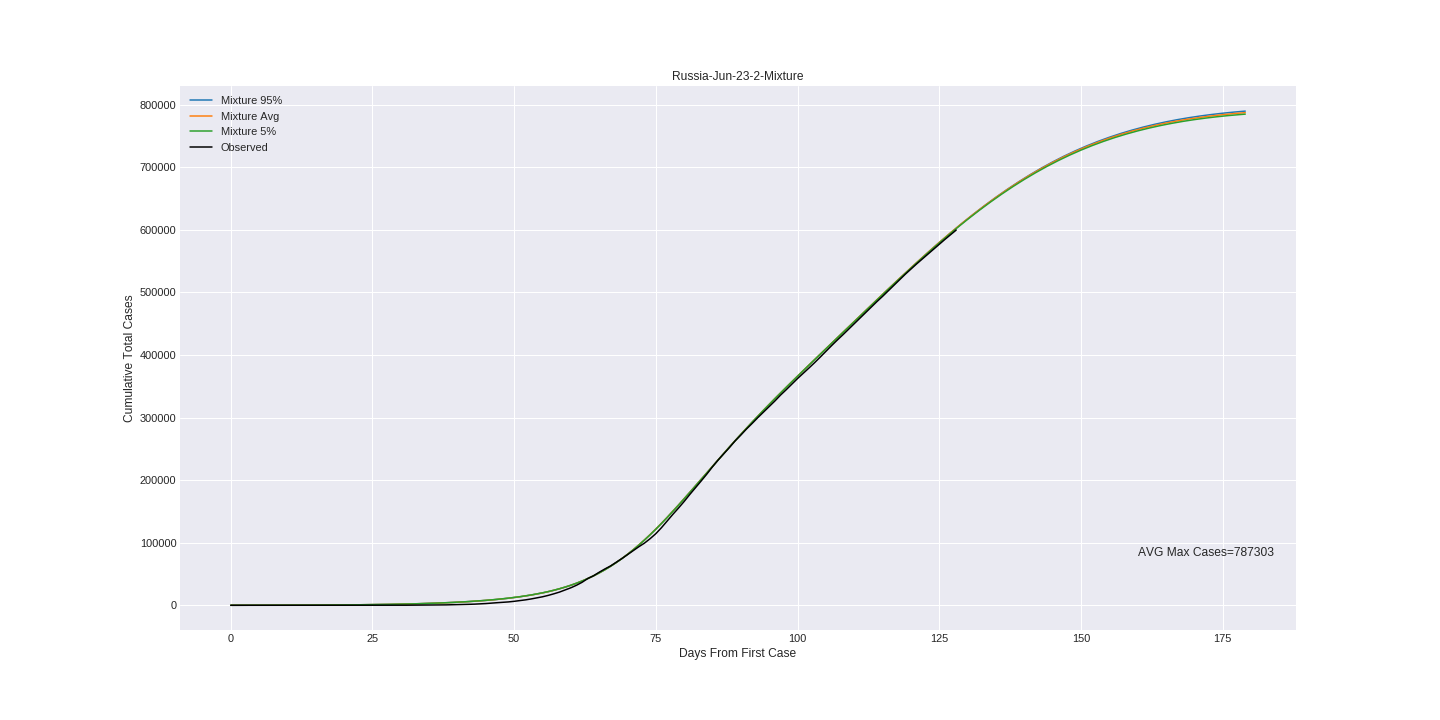 Russia-Jun-23-2-Mixture
Mixture 95%
Mixture Avg
Mixture 5%
Observed
800000
700000
600000
500000
400000
300000
200000
100000
0
Cumulative Total Cases
AVG Max Cases=787303
0 25 50 75 100 125 150 175
Days From First Case